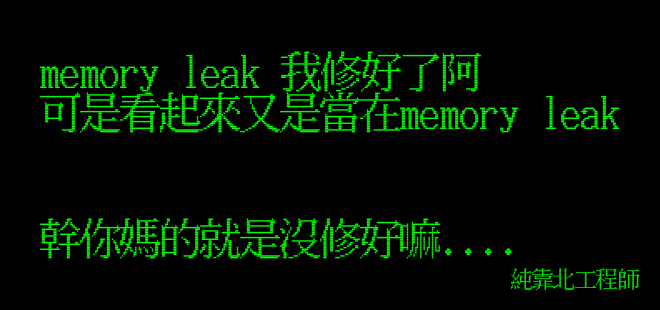 memory leak 我修好了阿
可是看起來又是當在memory leak
幹你媽的就是沒修好嘛....
純靠北工程師